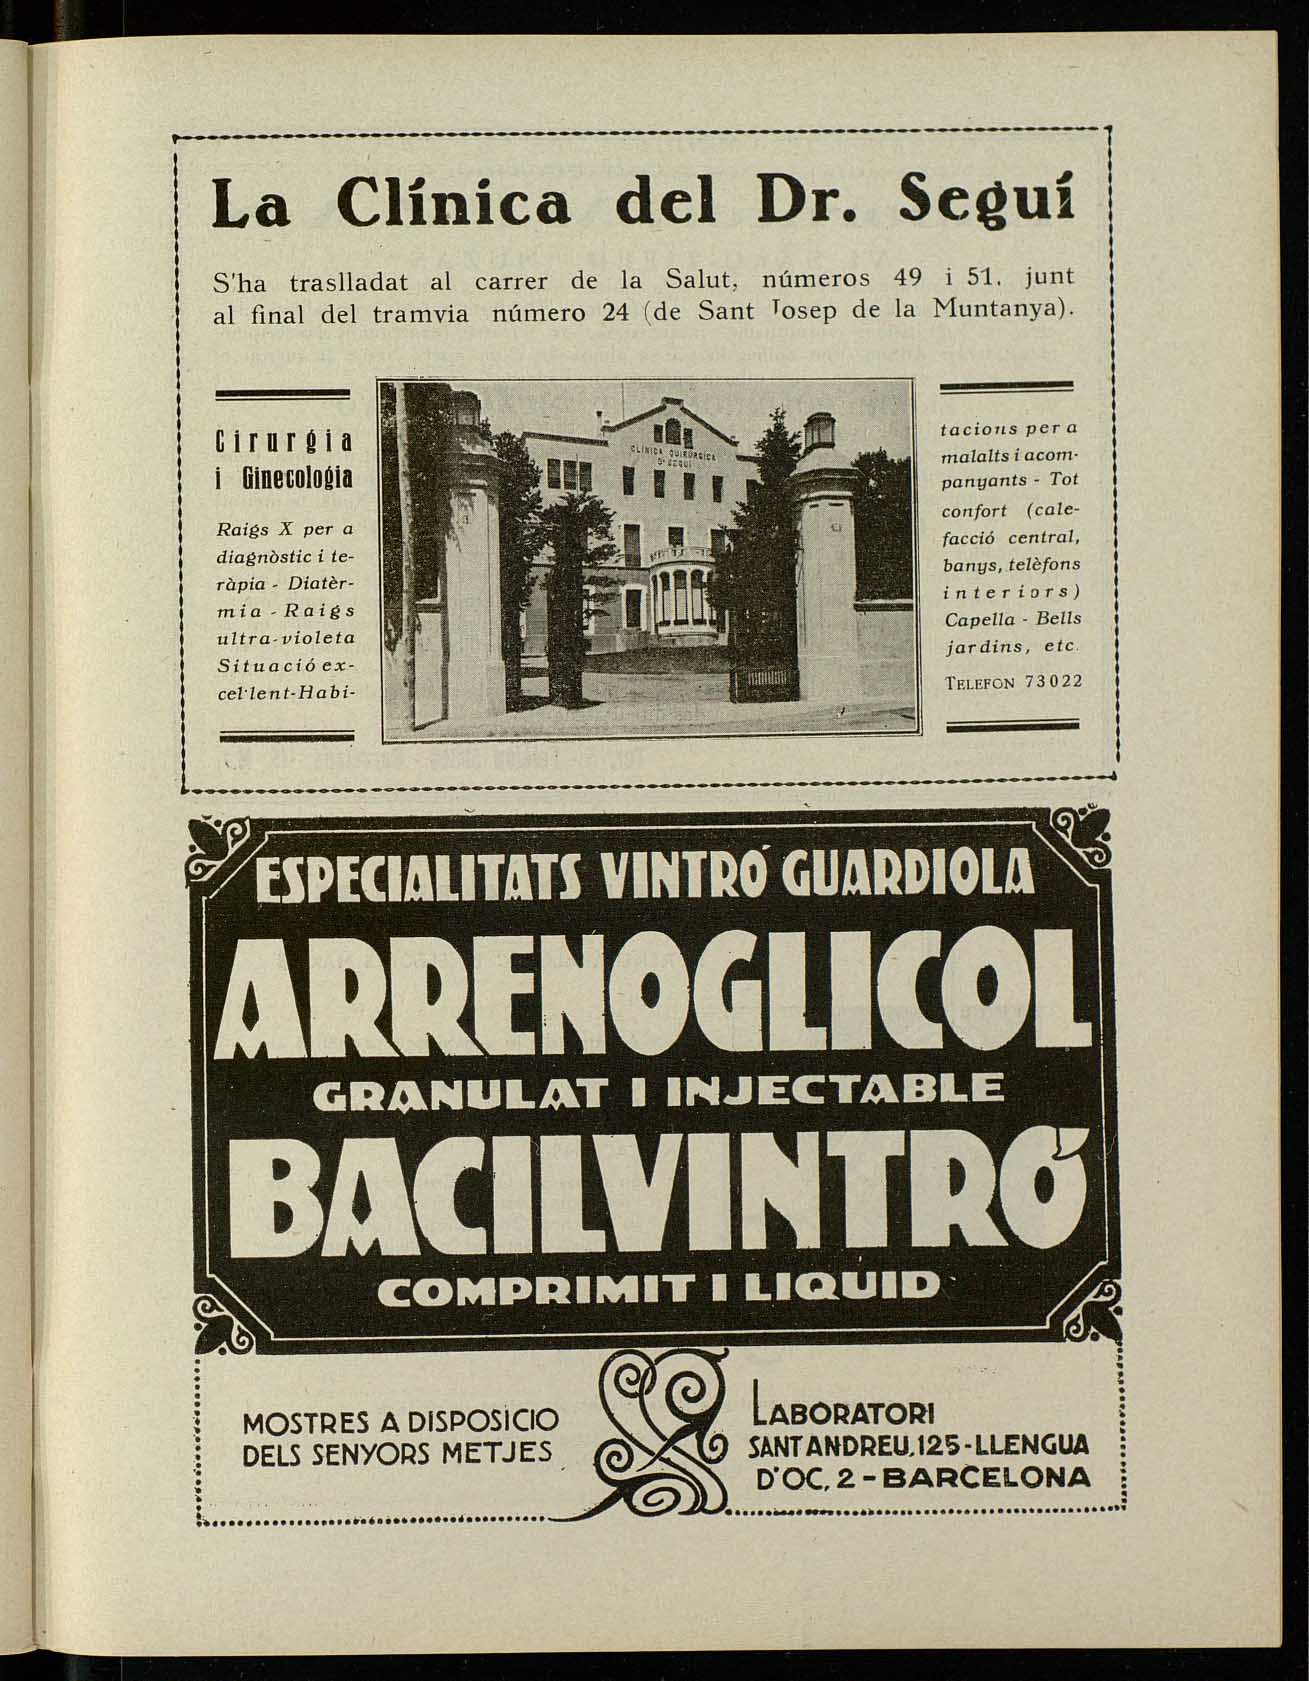 La Clínica del Dr. Seguí
S'ha traslladat al carrer de la Salut, números 49 i 51, junt
al final del tramvia número 24 (de Sant Josep de la Muntanya).
Cirurgia
i Ginecologia
Raigs X per a
diagnòstic i te-
ràpia - Diatèr-
mia - Raigs
ultra-violeta
Situació ex-
cel·lent-Habi-
CLÍNICA QUIRÚRGICA
Dr SEGUÍ
tacions per a
malalts i acom-
panyants - Tot
confort (cale-
facció central,
banys, telèfons
interiors)
Capella - Bells
jardins, etc.
TELEFON 73022
ESPECIALITATS VINTRÓ GUARDIOLA
ARRENOGLICOL
GRANULAT I INJECTABLE
BACILVINTRÓ
COMPRIMIT I LIQUID
MOSTRES A DISPOSICIO
DELS SENYORS METJES
LABORATORI
SANT ANDREU, 125-LLENGUA
D'OC, 2-BARCELONA